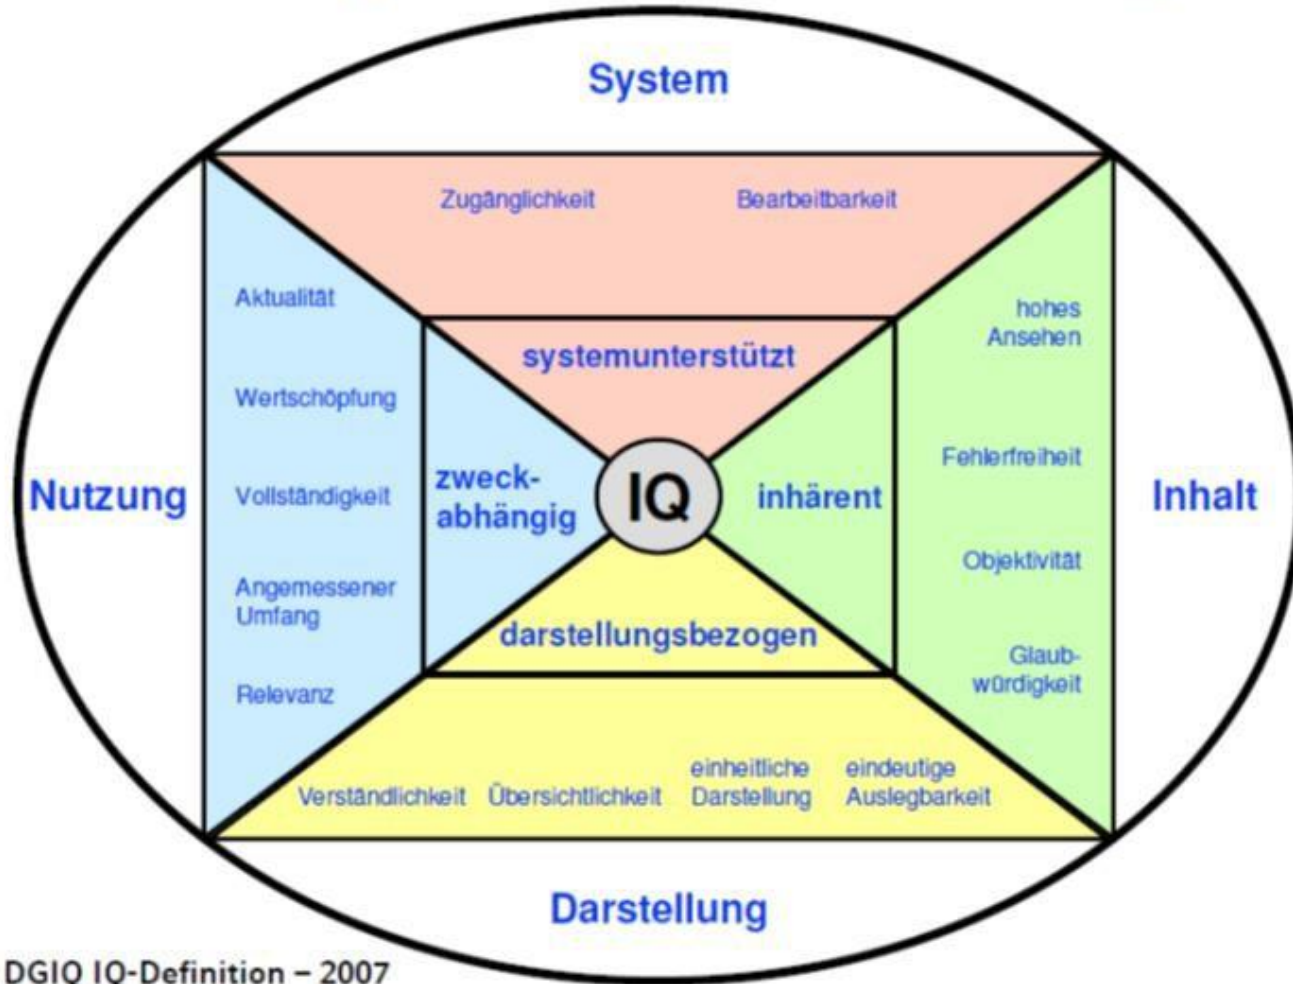 System
Zugänglichkeit
Bearbeitbarkeit
Aktualität
Wertschöpfung
Vollständigkeit
Angemessener
Umfang
Relevanz
hohes
Ansehen
Fehlerfreiheit
Objektivität
Glaub-
würdigkeit
systemunterstützt
zweck-
abhängig
IQ
inhärent
darstellungsbezogen
Nutzung
Inhalt
Verständlichkeit
Übersichtlichkeit
einheitliche
Darstellung
eindeutige
Auslegbarkeit
Darstellung
DGIQ IQ-Definition – 2007